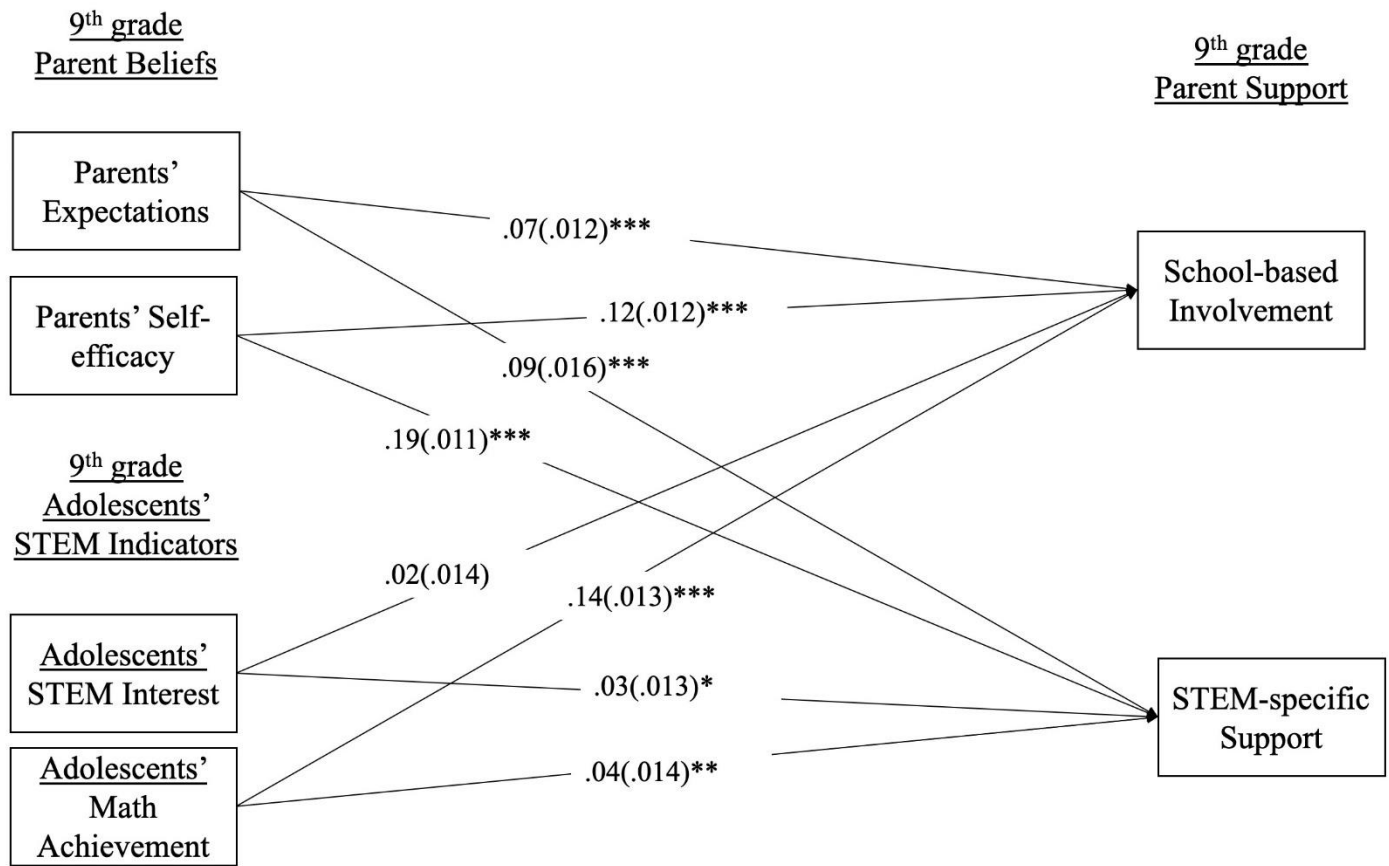 9th grade
Parent Beliefs
9th grade
Parent Support
Parents’
Expectations
.07(.012)***
School-based
Involvement
Parents’ Self-
efficacy
.12(.012)***
.09(.016)***
.19(.011)***
9th grade
Adolescents’
STEM Indicators
.02(.014)
.14(.013)***
Adolescents’
STEM Interest
.03(.013)*
STEM-specific
Support
Adolescents’
Math
Achievement
.04(.014)**